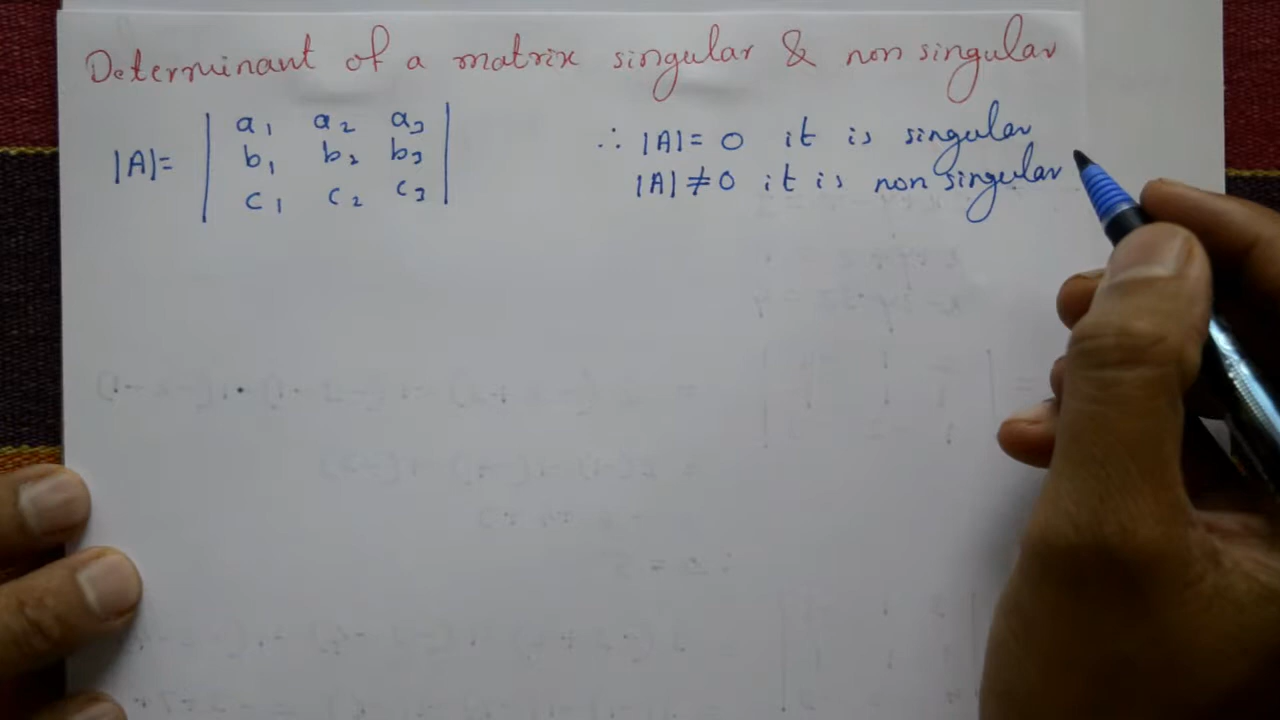 Determinant of a matrix singular & non singular
|A|= | a₁ a₂ a₃ |
| b₁ b₂ b₃ |
| c₁ c₂ c₃ |
∴ |A|= 0 it is singular
|A| ≠ 0 it is non singular